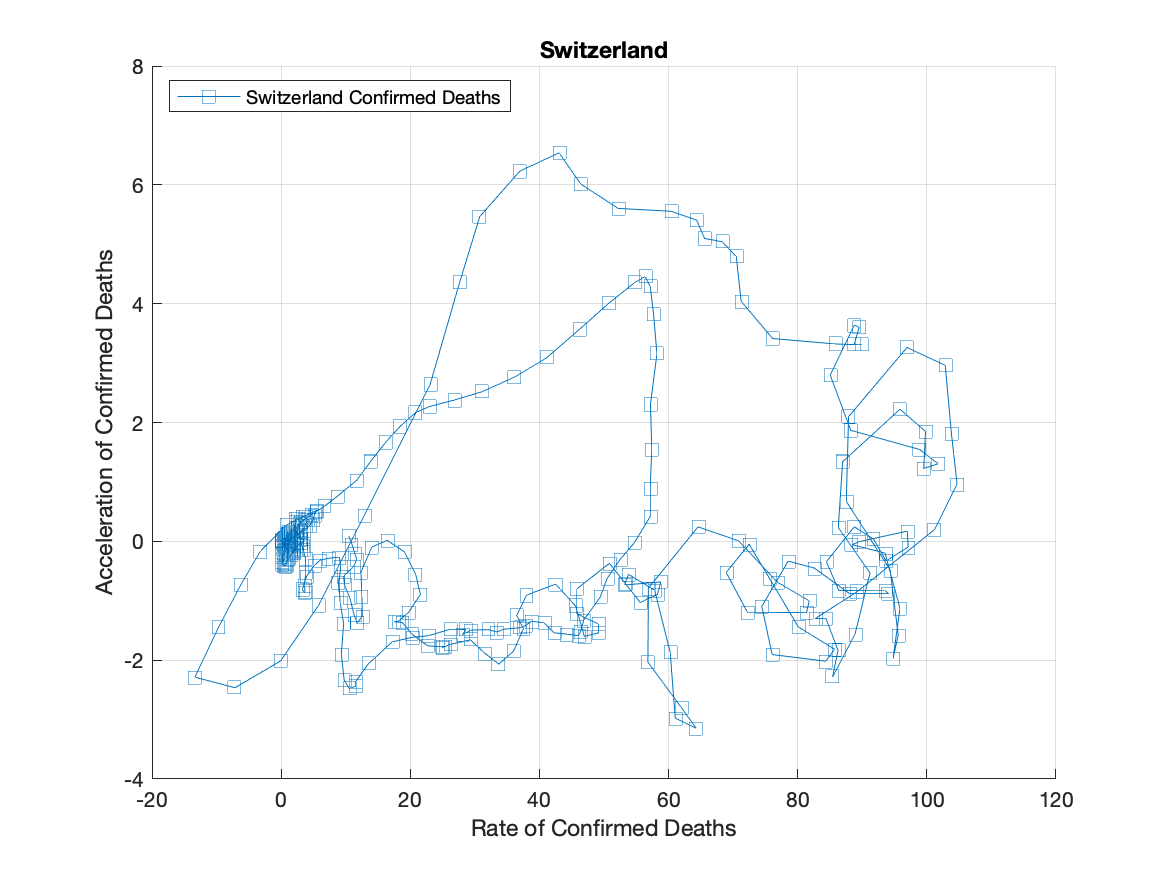 Switzerland
Switzerland Confirmed Deaths
8
6
4
2
0
-2
-4
Acceleration of Confirmed Deaths
-20 0 20 40 60 80 100 120
Rate of Confirmed Deaths